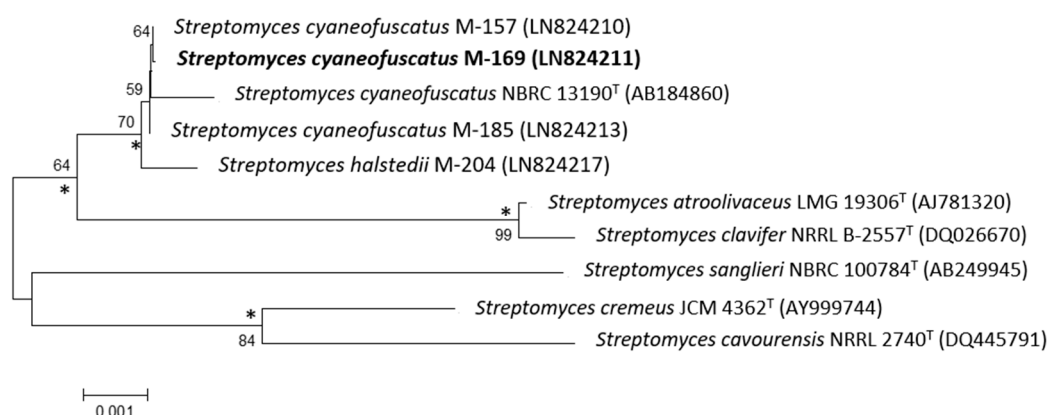 64 Streptomyces cyaneofuscatus M-157 (LN824210)
Streptomyces cyaneofuscatus M-169 (LN824211)
59 Streptomyces cyaneofuscatus NBRC 13190ᵀ (AB184860)
70 Streptomyces cyaneofuscatus M-185 (LN824213)
*
64 Streptomyces halstedii M-204 (LN824217)
*
* Streptomyces atroolivaceus LMG 19306ᵀ (AJ781320)
99 Streptomyces clavifer NRRL B-2557ᵀ (DQ026670)
Streptomyces sanglieri NBRC 100784ᵀ (AB249945)
* Streptomyces cremeus JCM 4362ᵀ (AY999744)
84 Streptomyces cavourensis NRRL 2740ᵀ (DQ445791)
0.001